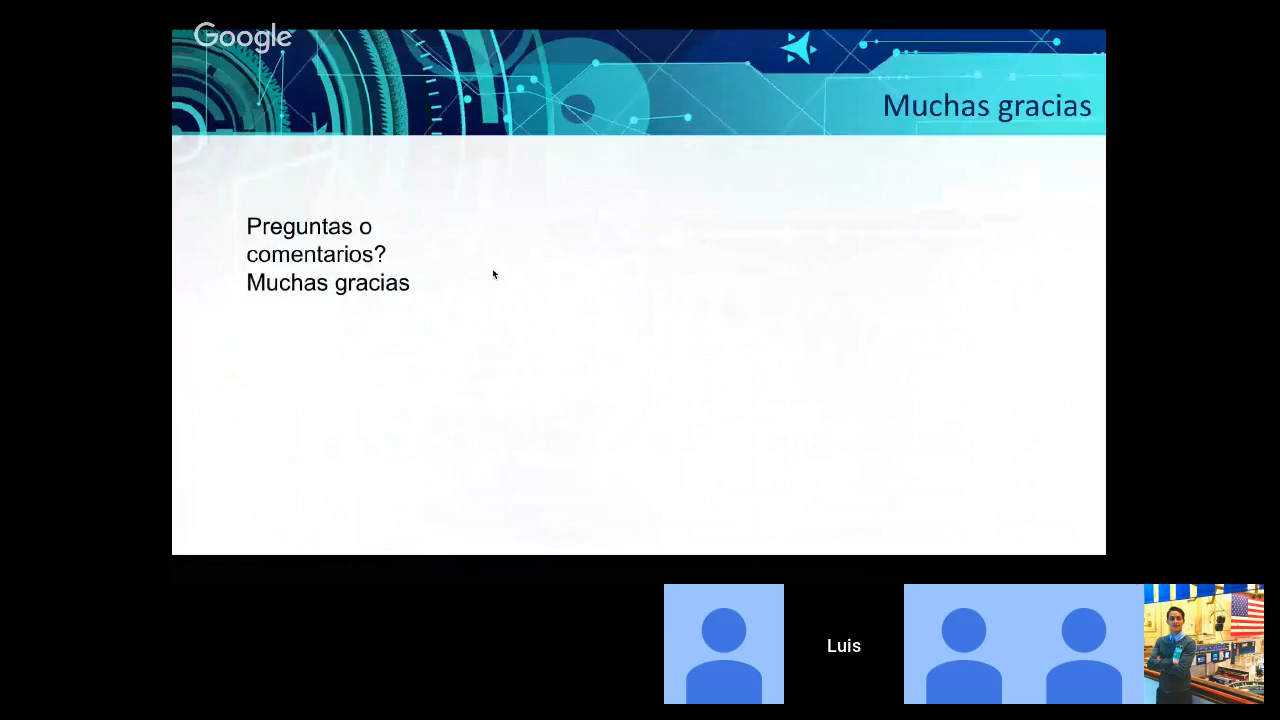 Google
Muchas gracias
Preguntas o
comentarios?
Muchas gracias
Luis